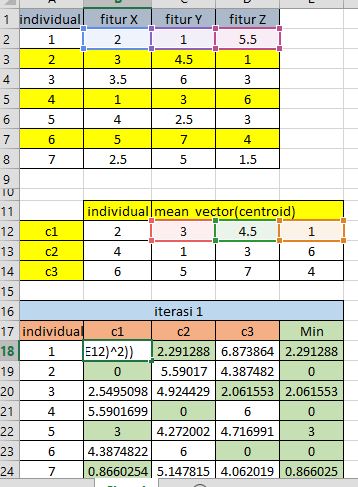 1 individual fitur X fitur Y fitur Z
2 1 2 1 5.5
3 2 3 4.5 1
4 3 3.5 6 3
5 4 1 3 6
6 5 4 2.5 3
7 6 5 7 4
8 7 2.5 5 1.5
9
10
11 individual mean vector(centroid)
12 c1 2 3 4.5 1
13 c2 4 1 3 6
14 c3 6 5 7 4
15
16 iterasi 1
17 individual c1 c2 c3 Min
18 1 E12)^2)) 2.291288 6.873864 2.291288
19 2 0 5.59017 4.387482 0
20 3 2.5495098 4.924429 2.061553 2.061553
21 4 5.5901699 0 6 0
22 5 3 4.272002 4.716991 3
23 6 4.3874822 6 0 0
24 7 0.8660254 5.147815 4.062019 0.866025